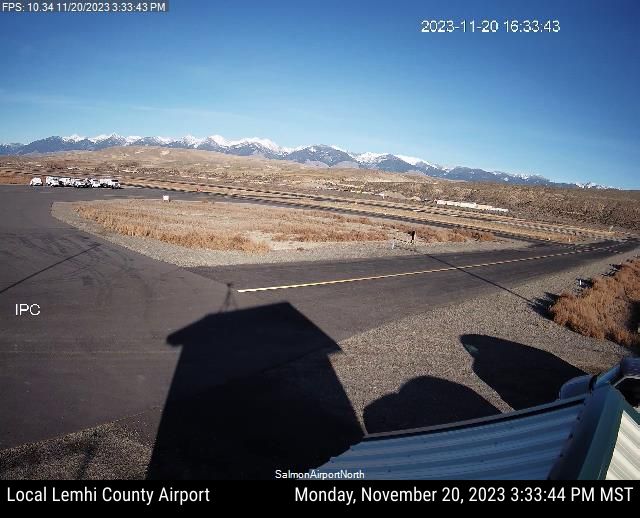 FPS: 10.34 11/20/2023 3:33:43 PM
2023-11-20 16:33:43
IPC
SalmonAirportNorth
Local Lemhi County Airport
Monday, November 20, 2023 3:33:44 PM MST